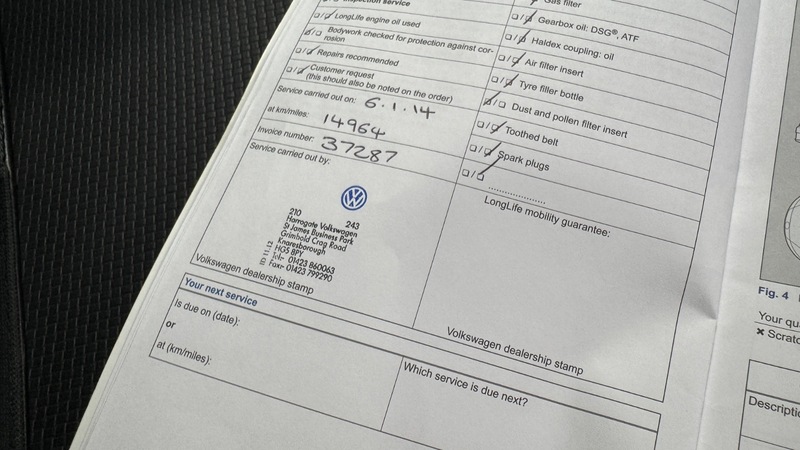 service
□/□ LongLife engine oil used
□/□ Bodywork checked for protection against cor-
rosion
□/□ Repairs recommended
□/□ Customer request
(this should also be noted on the order)
Service carried out on: 6.1.14
at km/miles: 14964
Invoice number: 37287
Service carried out by:
210 243
Harrogate Volkswagen
St James Business Park
Grimbold Crag Road
Knaresborough
HG5 8PY
Tel:- 01423 860063
Fax:- 01423 799290
Volkswagen dealership stamp
Gas filter
□/□ Gearbox oil: DSG®, ATF
□/□ Haldex coupling: oil
□/□ Air filter insert
□/□ Tyre filler bottle
□/□ Dust and pollen filter insert
□/□ Toothed belt
□/□ Spark plugs
□/□ ....................
LongLife mobility guarantee:
Volkswagen dealership stamp
Your next service
Is due on (date):
or
at (km/miles):
Which service is due next?
Fig. 4
Your qu
× Scratc
Descriptio